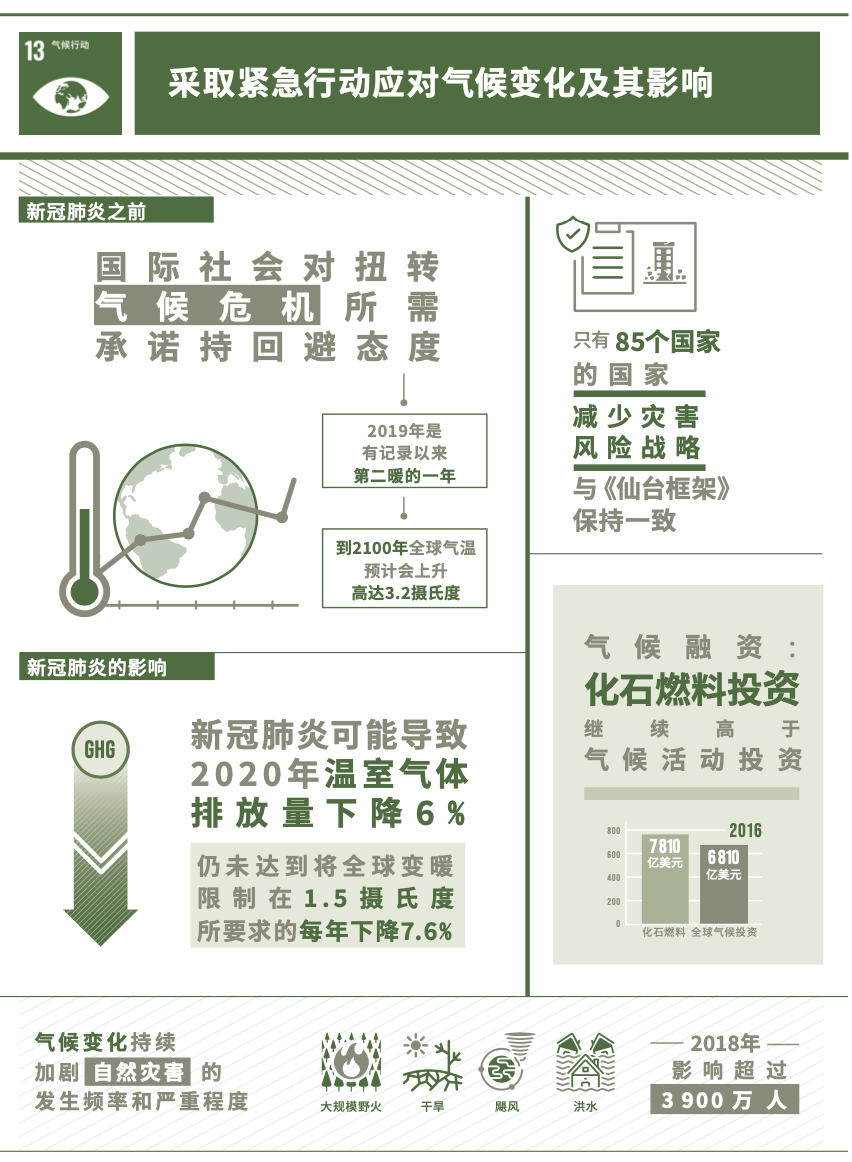 13 气候行动
采取紧急行动应对气候变化及其影响
新冠肺炎之前
国际社会对扭转
气候危机所需
承诺持回避态度
2019年是
有记录以来
第二暖的一年
到2100年全球气温
预计会上升
高达3.2摄氏度
只有 85个国家
的国家
减少灾害
风险战略
与《仙台框架》
保持一致
新冠肺炎的影响
GHG
新冠肺炎可能导致
2020年温室气体
排放量下降6%
仍未达到将全球变暖
限制在1.5摄氏度
所要求的每年下降7.6%
气候融资:
化石燃料投资
继续高于
气候活动投资
2016
800
600
400
200
0
7 810
亿美元
6 810
亿美元
化石燃料 全球气候投资
气候变化持续
加剧 自然灾害 的
发生频率和严重程度
大规模野火
干旱
飓风
洪水
2018年
影响超过
3 900万人